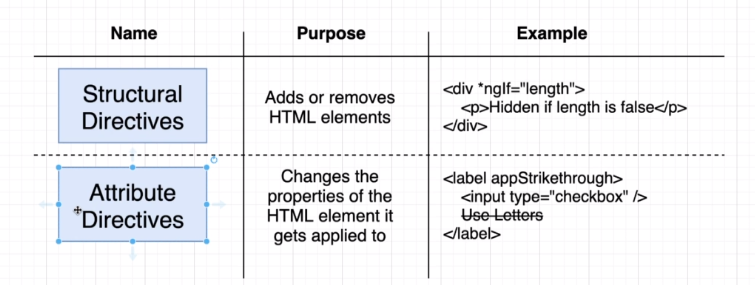 Name
Purpose
Example
Structural
Directives
Adds or removes
HTML elements
<div *ngIf="length">
<p>Hidden if length is false</p>
</div>
Attribute
Directives
Changes the
properties of the
HTML element it
gets applied to
<label appStrikethrough>
<input type="checkbox" />
Use Letters
</label>